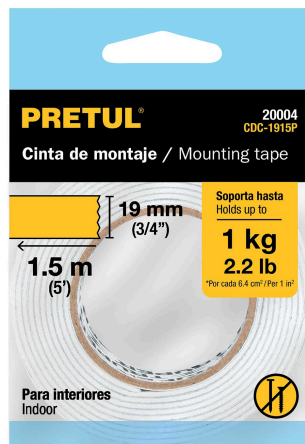 PRETUL®
20004
CDC-1915P
Cinta de montaje / Mounting tape
19 mm
(3/4")
1.5 m
(5')
Soporta hasta
Holds up to
1 kg
2.2 lb
*Por cada 6.4 cm²/Per 1 in²
Para interiores
Indoor